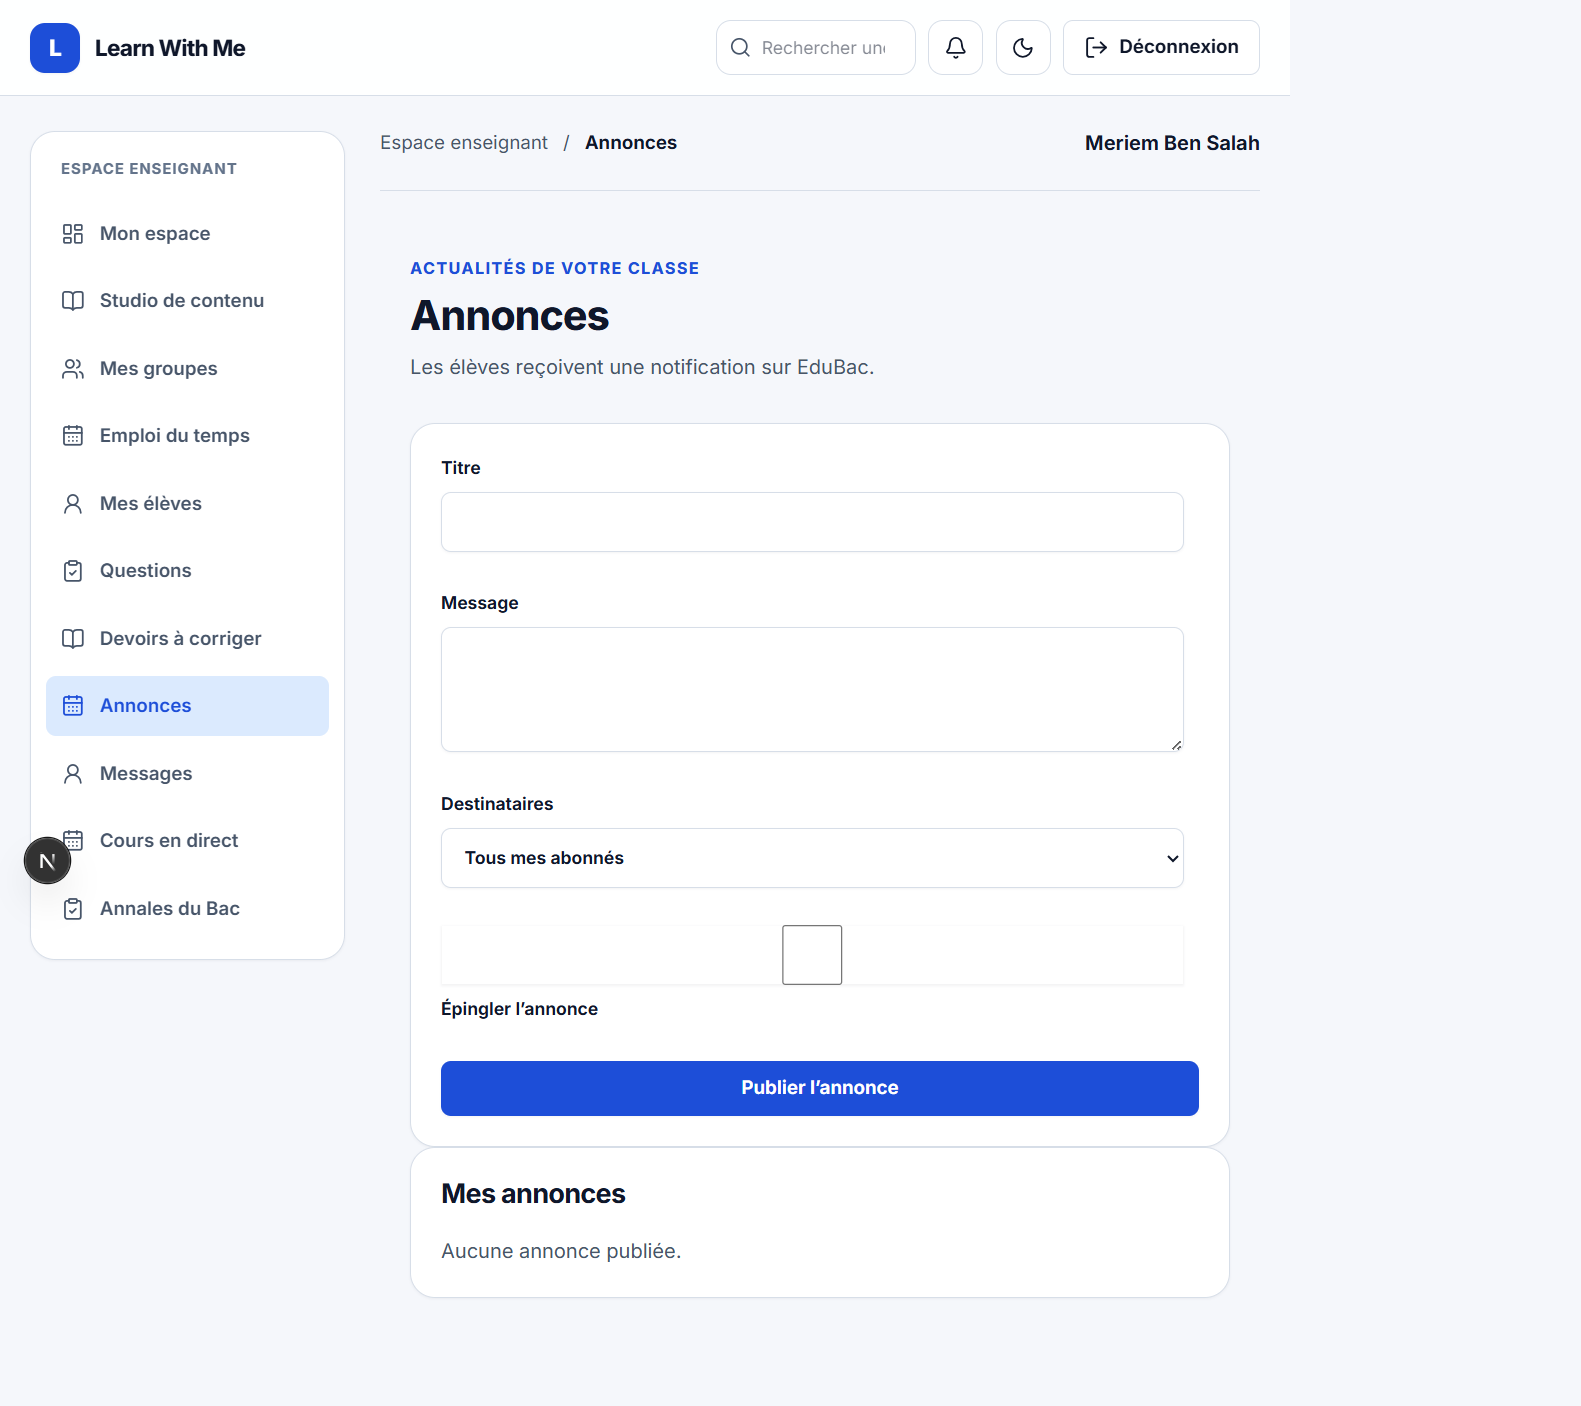 L
Learn With Me
Rechercher un
Déconnexion
ESPACE ENSEIGNANT
Mon espace
Studio de contenu
Mes groupes
Emploi du temps
Mes élèves
Questions
Devoirs à corriger
Annonces
Messages
Cours en direct
Annales du Bac
N
Espace enseignant / Annonces
Meriem Ben Salah
ACTUALITÉS DE VOTRE CLASSE
Annonces
Les élèves reçoivent une notification sur EduBac.
Titre
Message
Destinataires
Tous mes abonnés
Épingler l’annonce
Publier l’annonce
Mes annonces
Aucune annonce publiée.